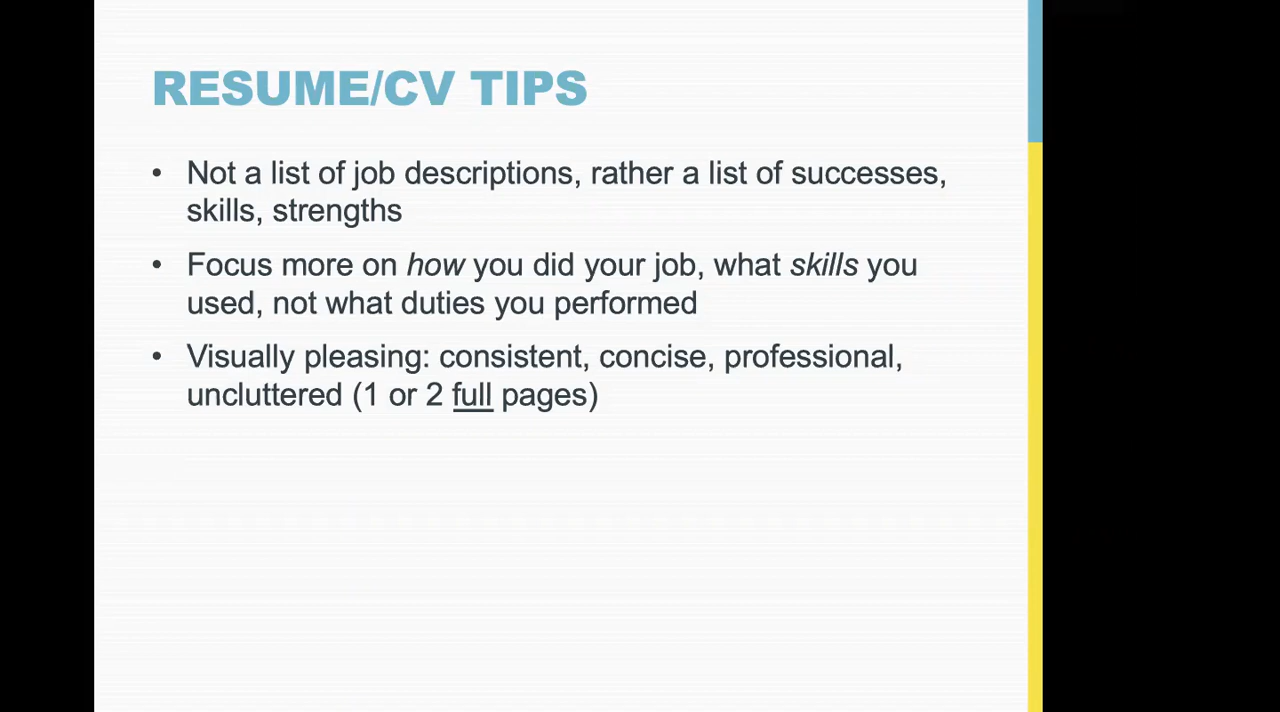 RESUME/CV TIPS
• Not a list of job descriptions, rather a list of successes,
skills, strengths
• Focus more on how you did your job, what skills you
used, not what duties you performed
• Visually pleasing: consistent, concise, professional,
uncluttered (1 or 2 full pages)